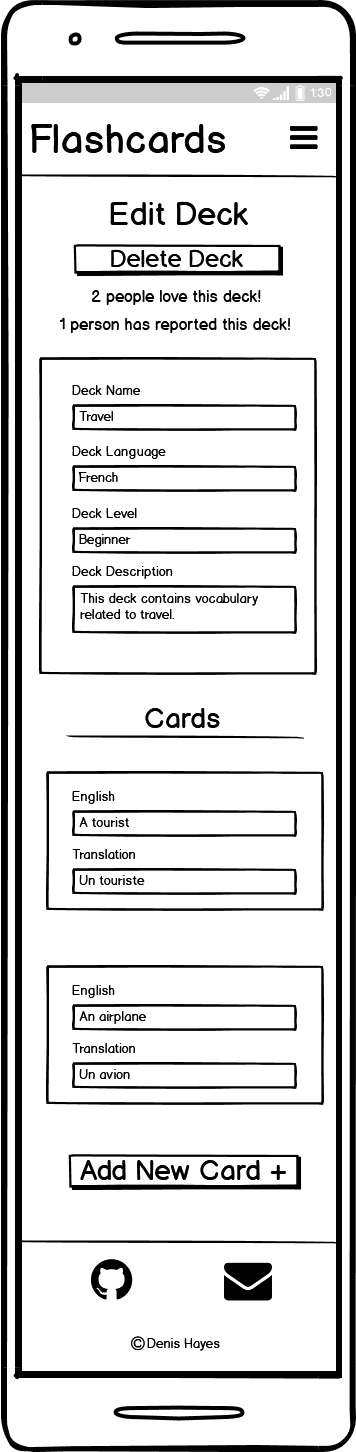 1:30
Flashcards
Edit Deck
Delete Deck
2 people love this deck!
1 person has reported this deck!
Deck Name
Travel
Deck Language
French
Deck Level
Beginner
Deck Description
This deck contains vocabulary
related to travel.
Cards
English
A tourist
Translation
Un touriste
English
An airplane
Translation
Un avion
Add New Card +
©Denis Hayes